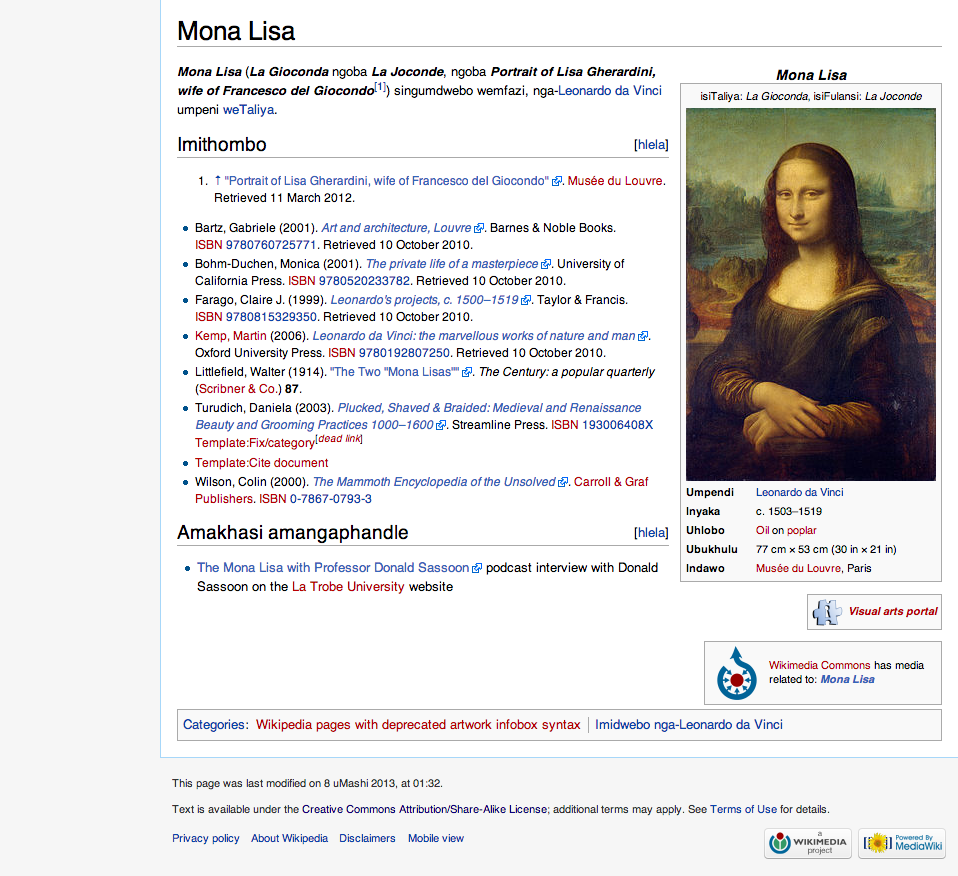 Mona Lisa
Mona Lisa (La Gioconda ngoba La Joconde, ngoba Portrait of Lisa Gherardini,
wife of Francesco del Giocondo[1]) singumdwebo wemfazi, nga-Leonardo da Vinci
umpeni weTaliya.
Imithombo
[hlela]
1. ↑ "Portrait of Lisa Gherardini, wife of Francesco del Giocondo". Musée du Louvre.
Retrieved 11 March 2012.
Bartz, Gabriele (2001). Art and architecture, Louvre. Barnes & Noble Books.
ISBN 9780760725771. Retrieved 10 October 2010.
Bohm-Duchen, Monica (2001). The private life of a masterpiece. University of
California Press. ISBN 9780520233782. Retrieved 10 October 2010.
Farago, Claire J. (1999). Leonardo's projects, c. 1500–1519. Taylor & Francis.
ISBN 9780815329350. Retrieved 10 October 2010.
Kemp, Martin (2006). Leonardo da Vinci: the marvellous works of nature and man.
Oxford University Press. ISBN 9780192807250. Retrieved 10 October 2010.
Littlefield, Walter (1914). "The Two "Mona Lisas"". The Century: a popular quarterly
(Scribner & Co.) 87.
Turudich, Daniela (2003). Plucked, Shaved & Braided: Medieval and Renaissance
Beauty and Grooming Practices 1000–1600. Streamline Press. ISBN 193006408X
Template:Fix/category[dead link]
Template:Cite document
Wilson, Colin (2000). The Mammoth Encyclopedia of the Unsolved. Carroll & Graf
Publishers. ISBN 0-7867-0793-3
Amakhasi amangaphandle
[hlela]
The Mona Lisa with Professor Donald Sassoon podcast interview with Donald
Sassoon on the La Trobe University website
Mona Lisa
isiTaliya: La Gioconda, isiFulansi: La Joconde
Umpendi Leonardo da Vinci
Inyaka c. 1503–1519
Uhlobo Oil on poplar
Ubukhulu 77 cm × 53 cm (30 in × 21 in)
Indawo Musée du Louvre, Paris
Visual arts portal
Wikimedia Commons has media
related to: Mona Lisa
Categories: Wikipedia pages with deprecated artwork infobox syntax | Imidwebo nga-Leonardo da Vinci
This page was last modified on 8 uMashi 2013, at 01:32.
Text is available under the Creative Commons Attribution/Share-Alike License; additional terms may apply. See Terms of Use for details.
Privacy policy About Wikipedia Disclaimers Mobile view
a
WIKIMEDIA
project
Powered By
MediaWiki